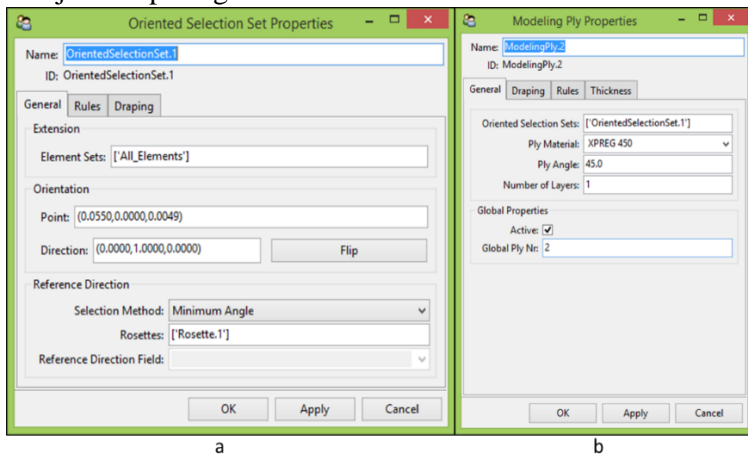 Oriented Selection Set Properties
Name: OrientedSelectionSet.1
ID: OrientedSelectionSet.1
General Rules Draping
Extension
Element Sets: ['All_Elements']
Orientation
Point: (0.0550,0.0000,0.0049)
Direction: (0.0000,1.0000,0.0000) Flip
Reference Direction
Selection Method: Minimum Angle
Rosettes: ['Rosette.1']
Reference Direction Field:
OK Apply Cancel
a
Modeling Ply Properties
Name: ModelingPly.2
ID: ModelingPly.2
General Draping Rules Thickness
Oriented Selection Sets: ['OrientedSelectionSet.1']
Ply Material: XPREG 450
Ply Angle: 45.0
Number of Layers: 1
Global Properties
Active:
Global Ply Nr: 2
OK Apply Cancel
b